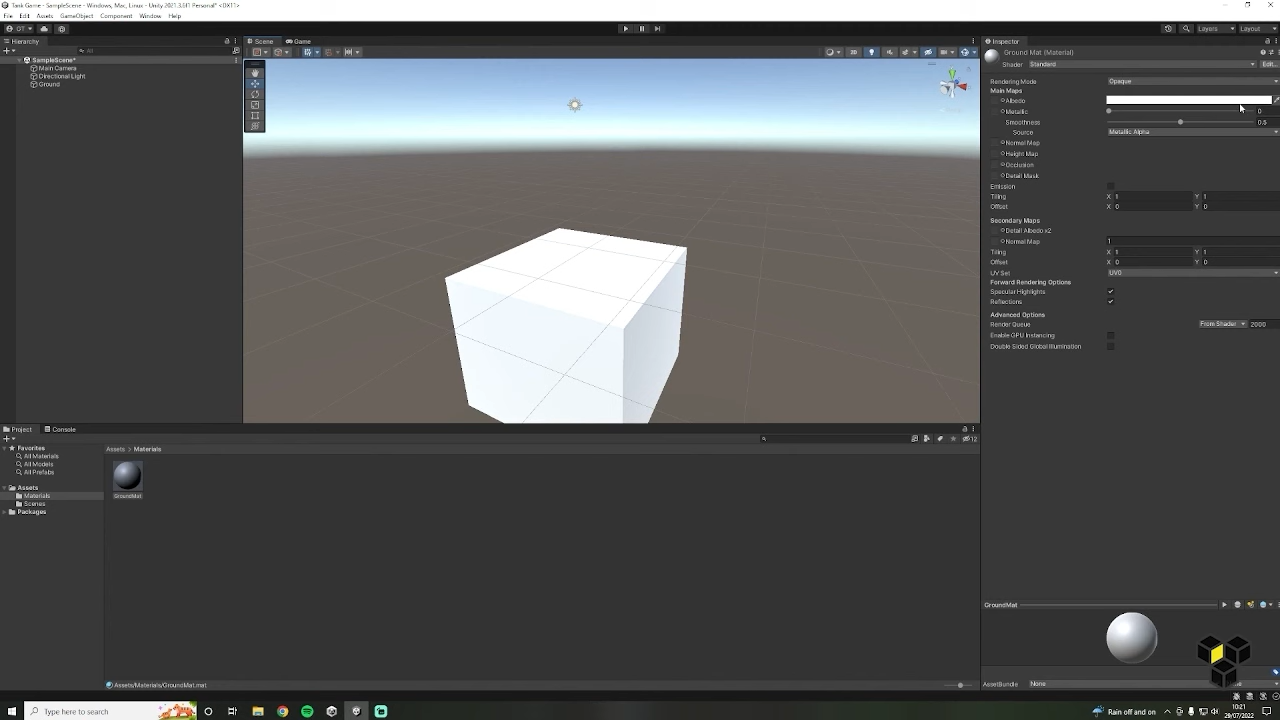 Tank Game - SampleScene - Windows, Mac, Linux - Unity 2021.3.6f1 Personal* <DX11>
File Edit Assets GameObject Component Window Help
GT
Layers Layout
Hierarchy
All
SampleScene*
Main Camera
Directional Light
Ground
Scene Game
2D
Inspector
Ground Mat (Material)
Shader Standard Edit...
Rendering Mode Opaque
Main Maps
Albedo
Metallic 0
Smoothness 0.5
Source Metallic Alpha
Normal Map
Height Map
Occlusion
Detail Mask
Emission
Tiling X 1 Y 1
Offset X 0 Y 0
Secondary Maps
Detail Albedo x2
Normal Map 1
Tiling X 1 Y 1
Offset X 0 Y 0
UV Set UV0
Forward Rendering Options
Specular Highlights
Reflections
Advanced Options
Render Queue From Shader 2000
Enable GPU Instancing
Double Sided Global Illumination
Project Console
12
Favorites
All Materials
All Models
All Prefabs
Assets
Materials
Scenes
Packages
Assets > Materials
GroundMat
Assets/Materials/GroundMat.mat
GroundMat
AssetBundle None
Type here to search
Rain off and on
10:21
29/07/2022